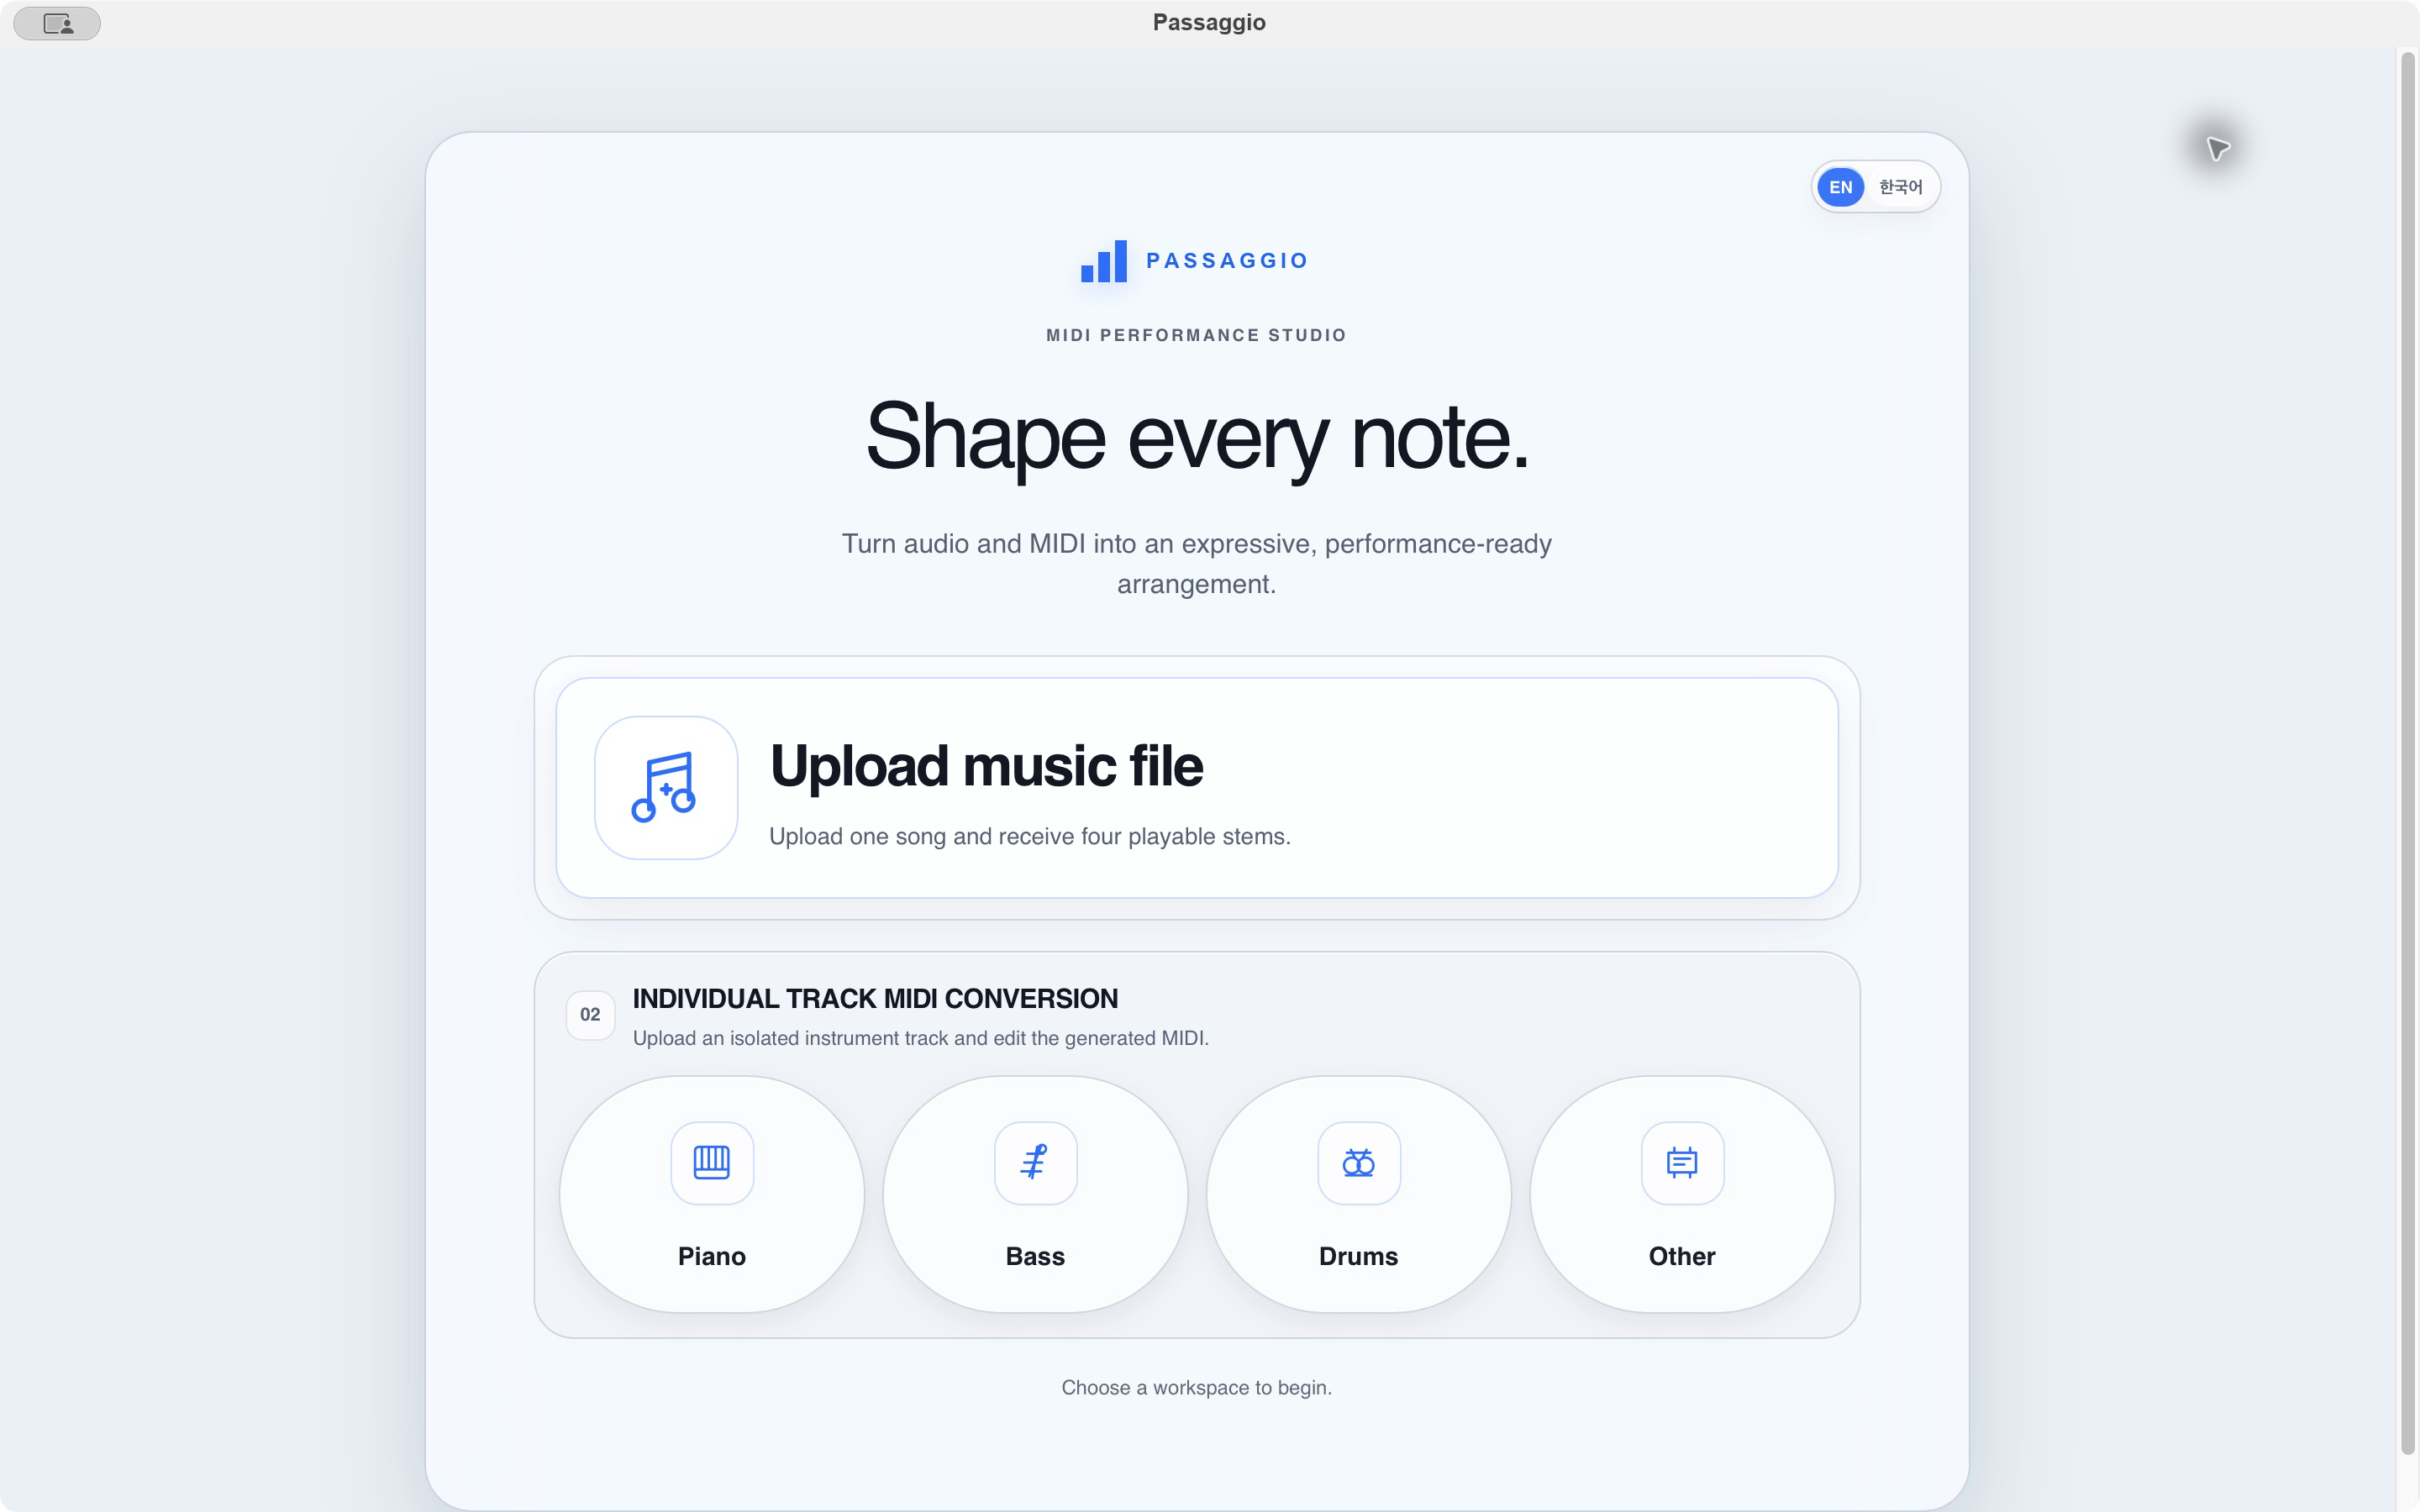 Passaggio
EN 한국어
PASSAGGIO
MIDI PERFORMANCE STUDIO
Shape every note.
Turn audio and MIDI into an expressive, performance-ready
arrangement.
Upload music file
Upload one song and receive four playable stems.
02
INDIVIDUAL TRACK MIDI CONVERSION
Upload an isolated instrument track and edit the generated MIDI.
Piano
Bass
Drums
Other
Choose a workspace to begin.